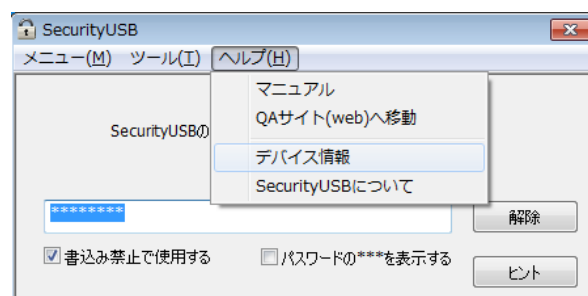 SecurityUSB
メニュー(M) ツール(T) ヘルプ(H)
マニュアル
QAサイト(web)へ移動
SecurityUSBの
デバイス情報
SecurityUSBについて
********
解除
書込み禁止で使用する
パスワードの***を表示する
ヒント